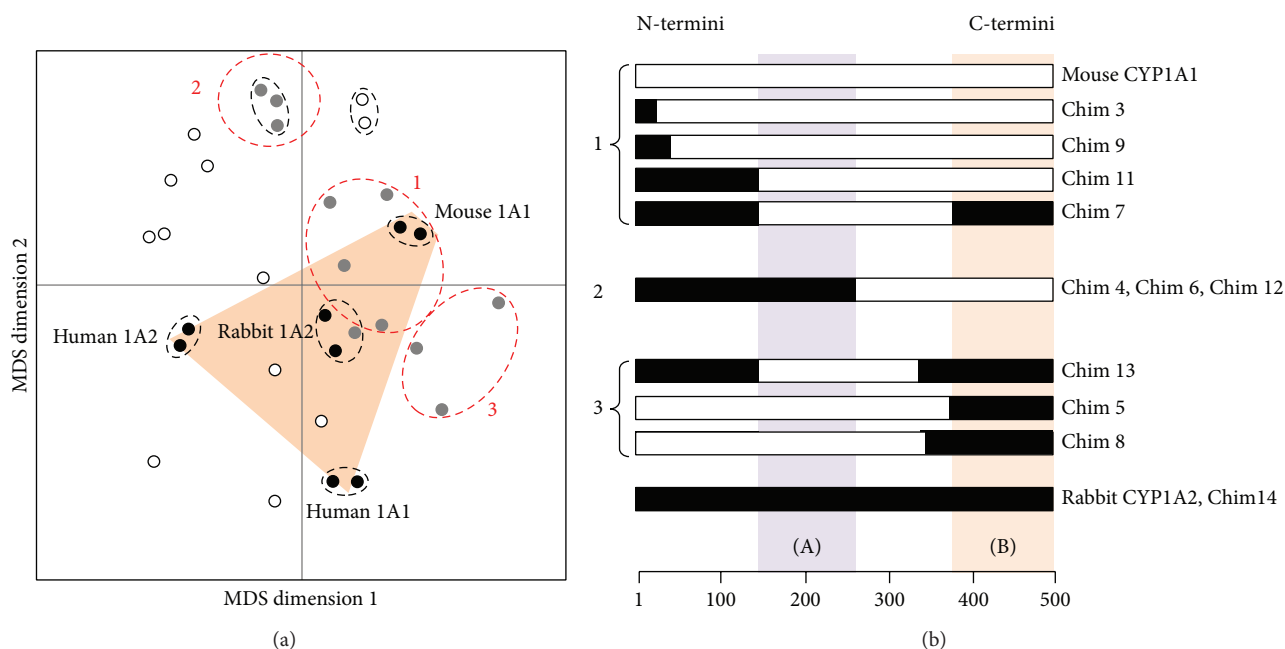 2
1
Mouse 1A1
Human 1A2
Rabbit 1A2
3
Human 1A1
MDS dimension 2
MDS dimension 1
(a)
N-termini
C-termini
Mouse CYP1A1
Chim 3
1
Chim 9
Chim 11
Chim 7
2
Chim 4, Chim 6, Chim 12
Chim 13
3
Chim 5
Chim 8
Rabbit CYP1A2, Chim14
(A)
(B)
1 100 200 300 400 500
(b)